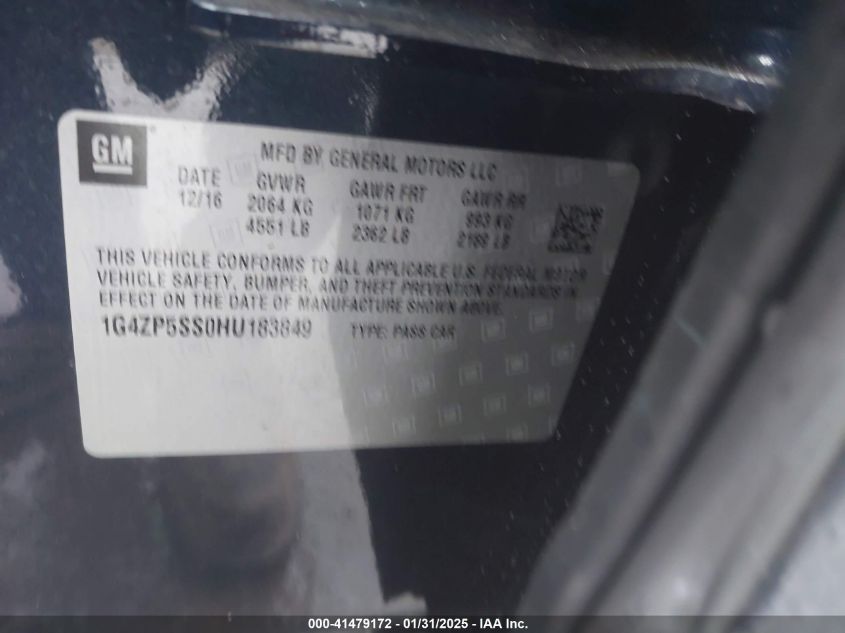 GM
MFD BY GENERAL MOTORS LLC
DATE GVWR GAWR FRT GAWR RR
12/16 2064 KG 1071 KG 993 KG
4551 LB 2362 LB 2189 LB
THIS VEHICLE CONFORMS TO ALL APPLICABLE U.S. FEDERAL MOTOR
VEHICLE SAFETY, BUMPER, AND THEFT PREVENTION STANDARDS IN
EFFECT ON THE DATE OF MANUFACTURE SHOWN ABOVE.
1G4ZP5SS0HU183849 TYPE: PASS CAR
000-41479172 - 01/31/2025 - IAA Inc.